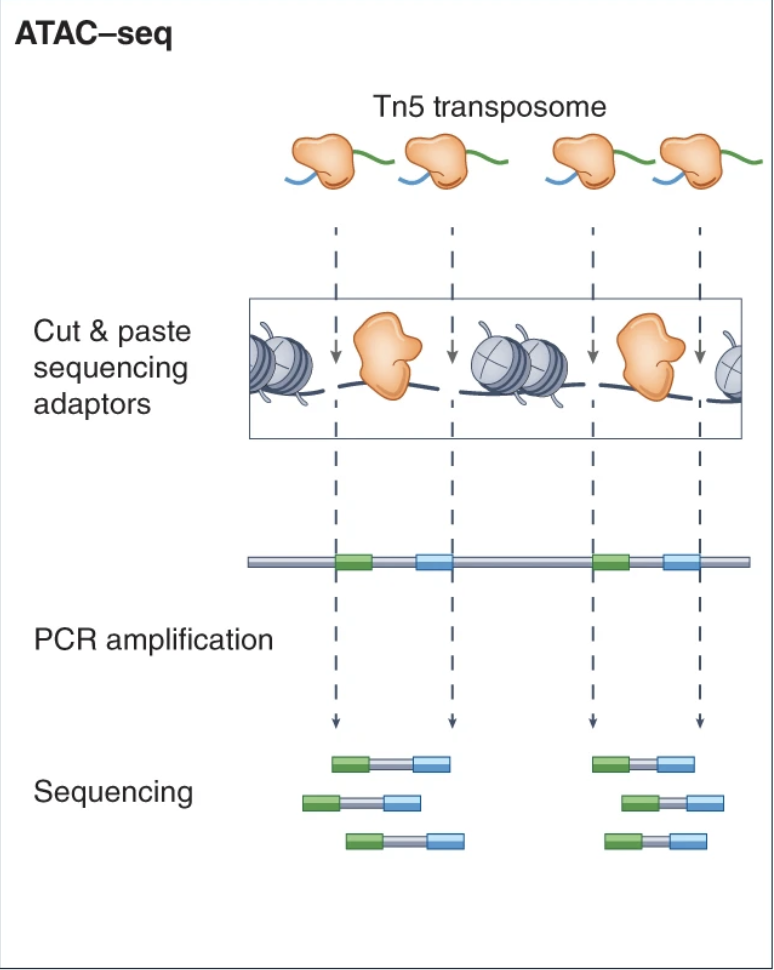 ATAC–seq
Tn5 transposome
Cut & paste
sequencing
adaptors
PCR amplification
Sequencing